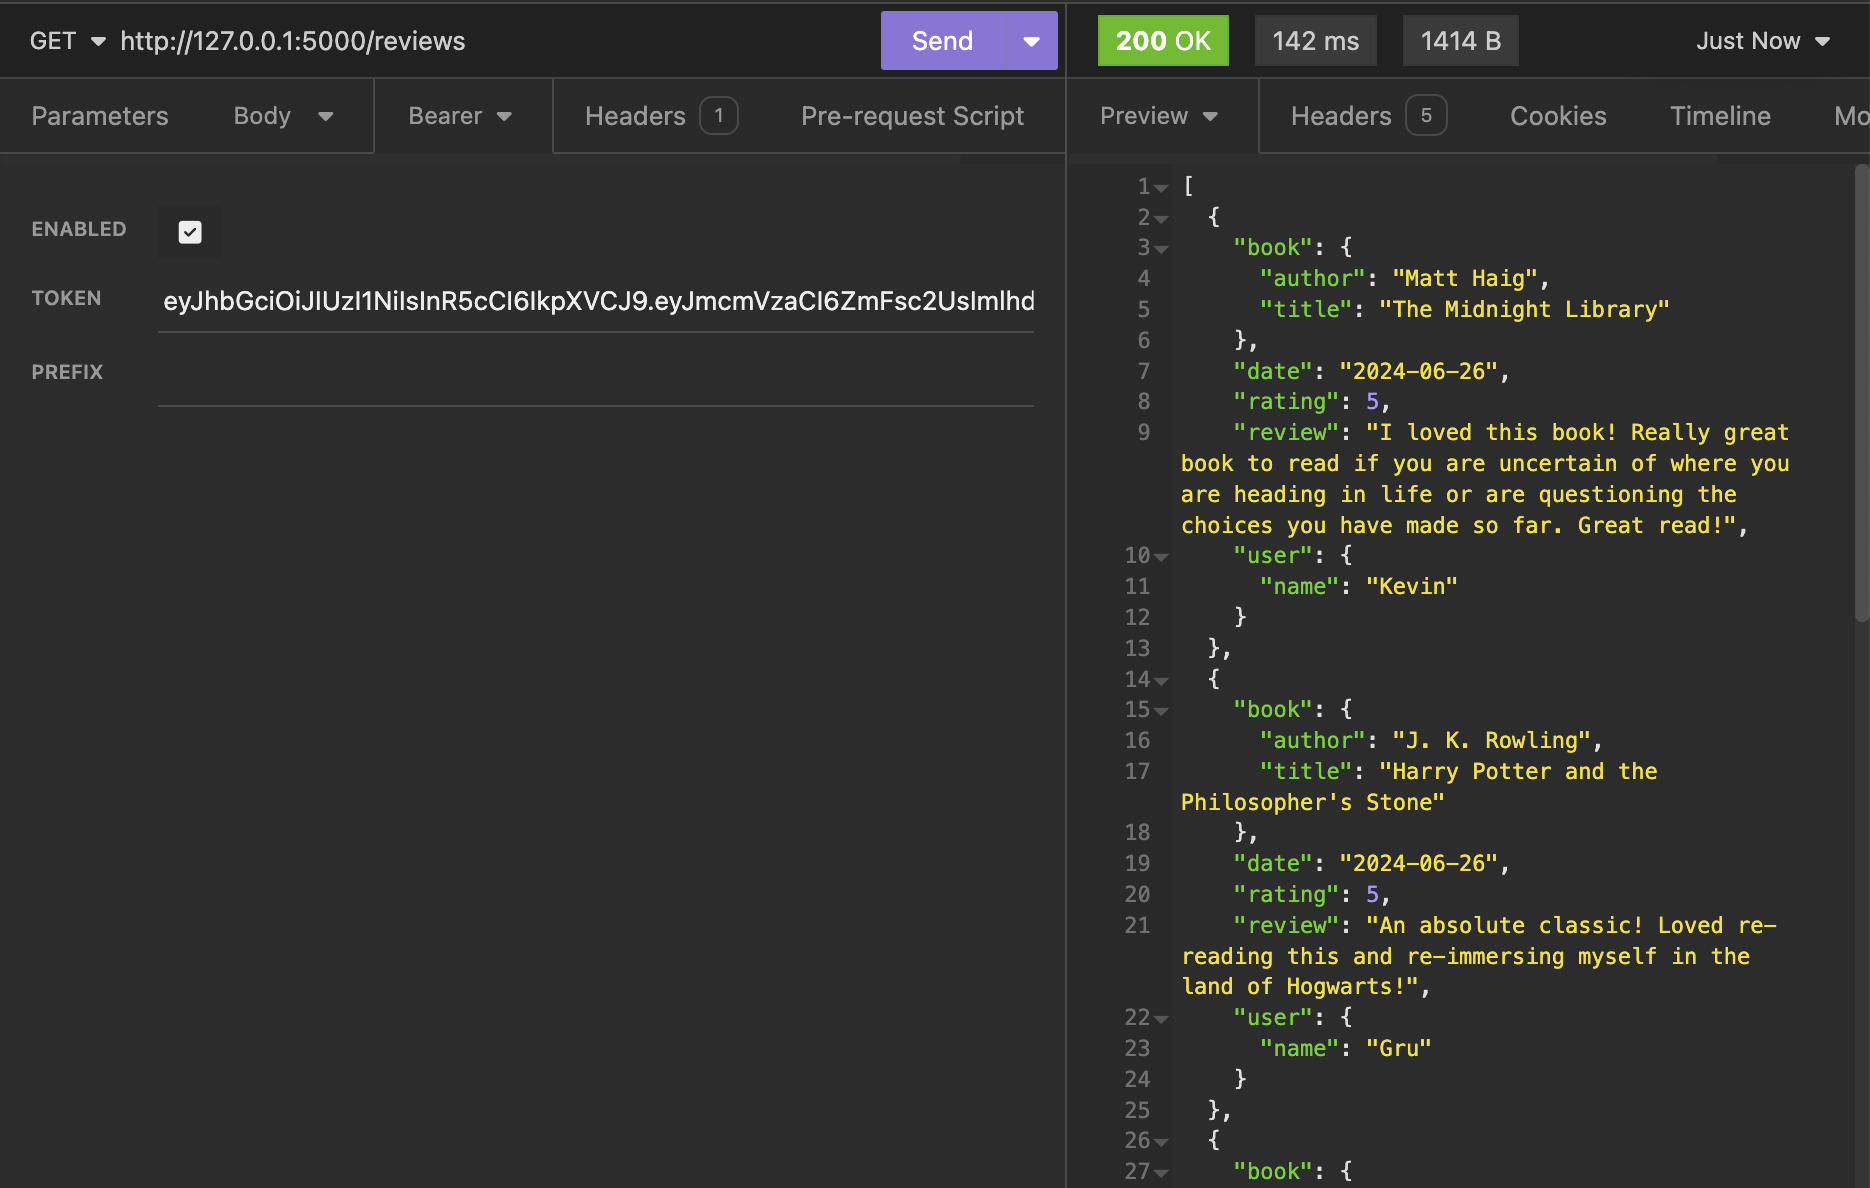 GET http://127.0.0.1:5000/reviews Send 200 OK 142 ms 1414 B Just Now
Parameters Body Bearer Headers 1 Pre-request Script Preview Headers 5 Cookies Timeline Mo
ENABLED
TOKEN eyJhbGciOiJIUzI1NiIsInR5cCI6IkpXVCJ9.eyJmcmVzaCI6ZmFsc2UsImlhd
PREFIX
1 [
2 {
3 "book": {
4 "author": "Matt Haig",
5 "title": "The Midnight Library"
6 },
7 "date": "2024-06-26",
8 "rating": 5,
9 "review": "I loved this book! Really great
book to read if you are uncertain of where you
are heading in life or are questioning the
choices you have made so far. Great read!",
10 "user": {
11 "name": "Kevin"
12 }
13 },
14 {
15 "book": {
16 "author": "J. K. Rowling",
17 "title": "Harry Potter and the
Philosopher's Stone"
18 },
19 "date": "2024-06-26",
20 "rating": 5,
21 "review": "An absolute classic! Loved re-
reading this and re-immersing myself in the
land of Hogwarts!",
22 "user": {
23 "name": "Gru"
24 }
25 },
26 {
27 "book": {